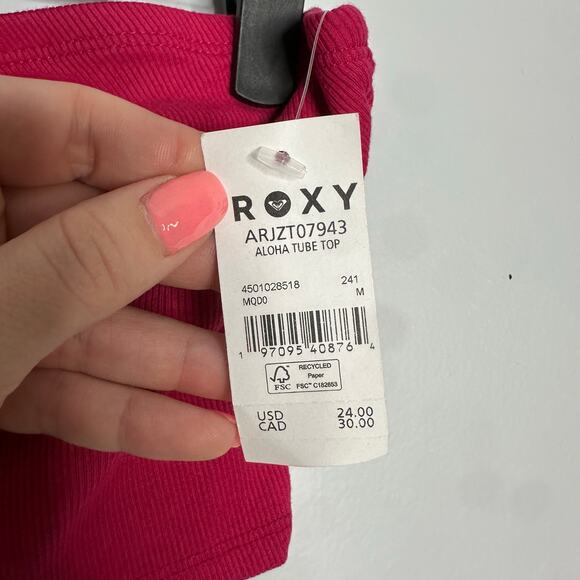 ROXY
ARJZT07943
ALOHA TUBE TOP
4501028518 241
MQD0 M
1 97095 40876 4
FSC RECYCLED
Paper
FSC™ C182653
USD 24.00
CAD 30.00